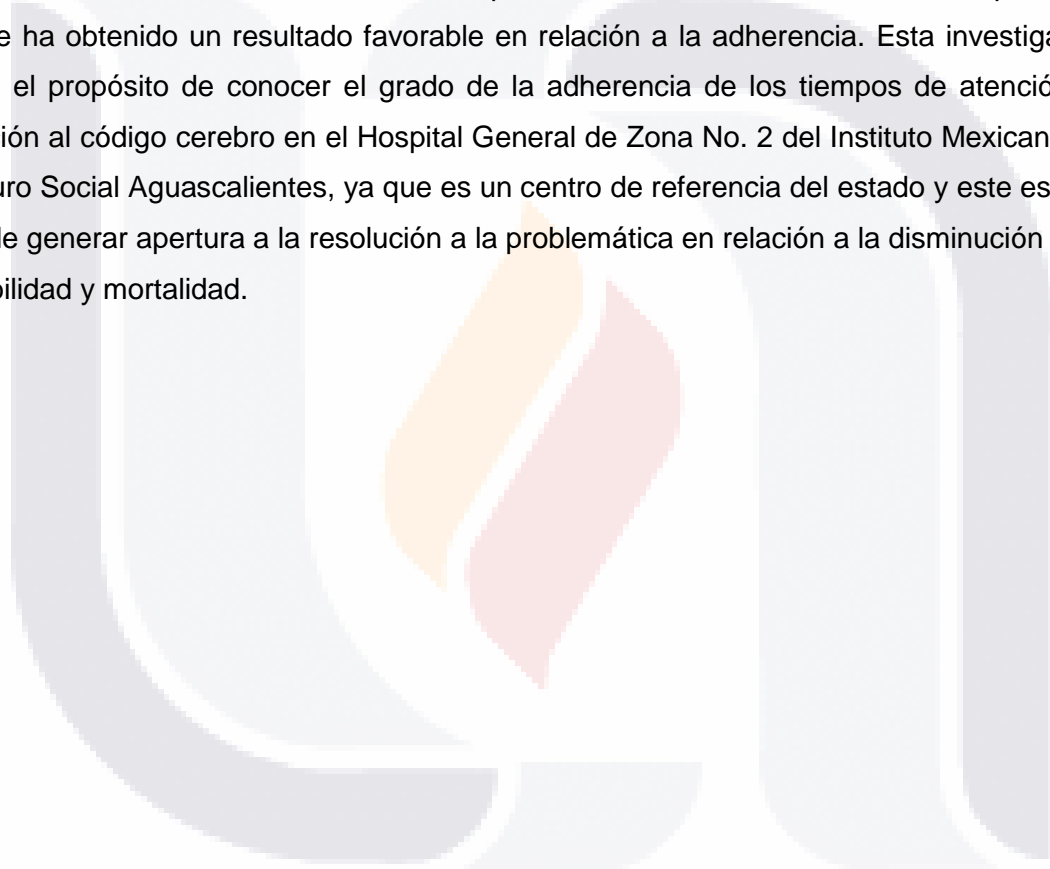 e ha obtenido un resultado favorable en relación a la adherencia. Esta investiga
el propósito de conocer el grado de la adherencia de los tiempos de atenció
ión al código cerebro en el Hospital General de Zona No. 2 del Instituto Mexican
uro Social Aguascalientes, ya que es un centro de referencia del estado y este es
de generar apertura a la resolución a la problemática en relación a la disminución
bilidad y mortalidad.